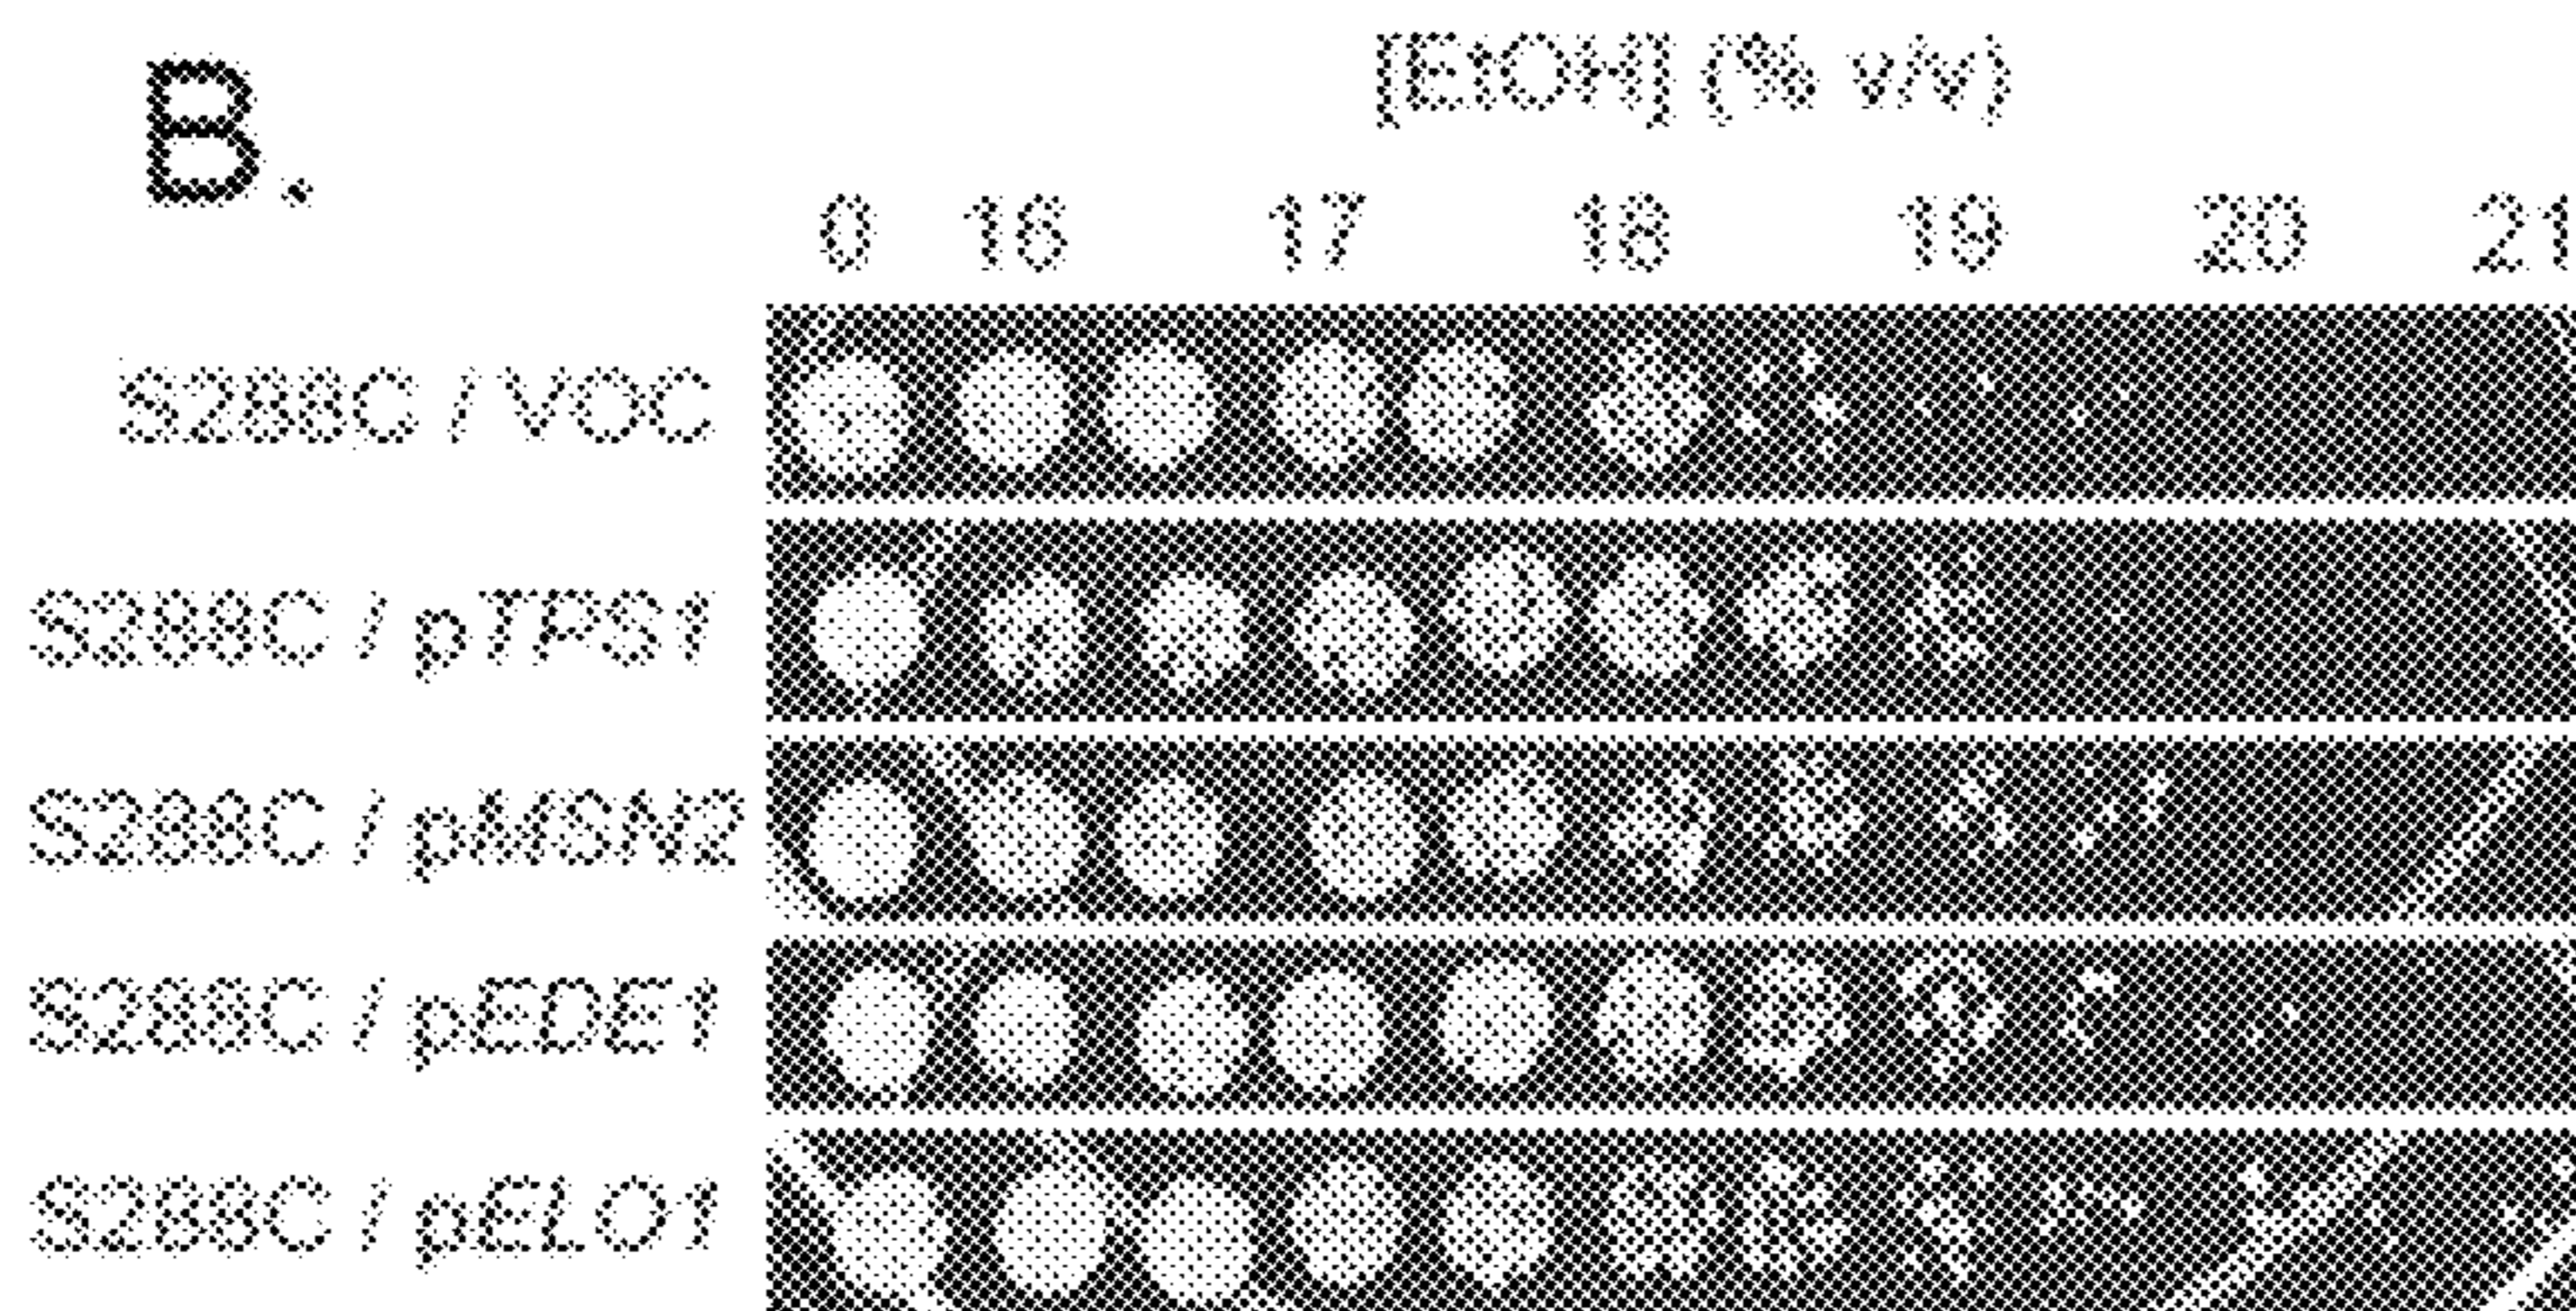 B.
[EtOH] (% v/v)
0 16 17 18 19 20 21
S288C / VOC
S288C / pTPS1
S288C / pMSN2
S288C / pEDE1
S288C / pELO1